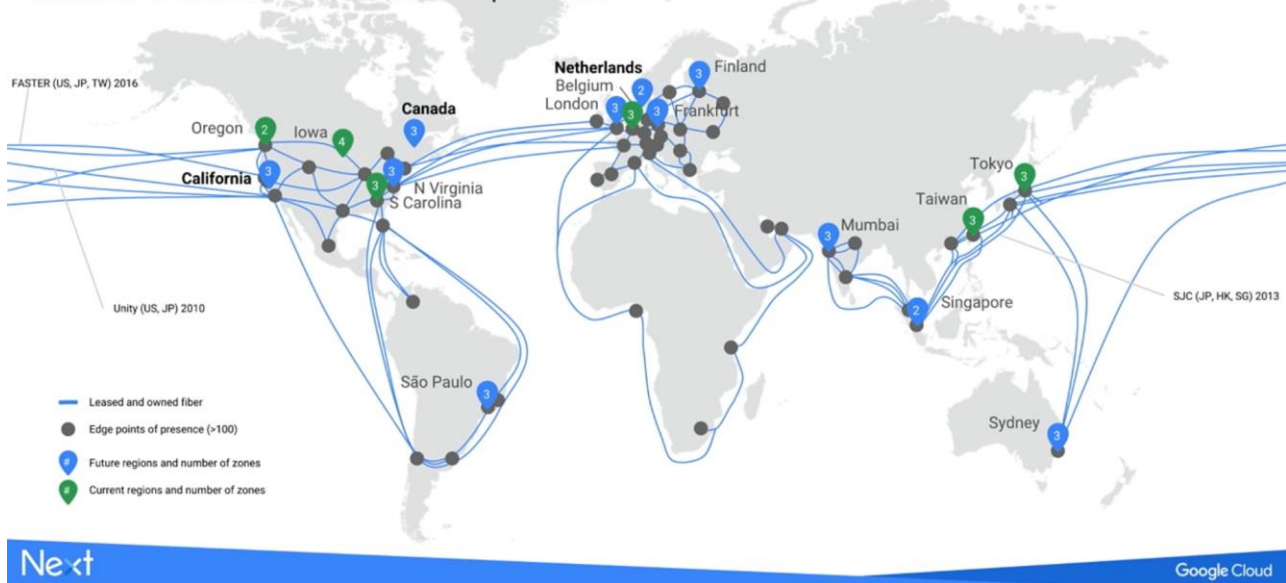 FASTER (US, JP, TW) 2016
Oregon
2
Iowa
4
Canada
3
California
3
3
3
N Virginia
S Carolina
Unity (US, JP) 2010
Netherlands
Belgium
London
2
3
3
3
Frankfurt
3
Finland
3
Mumbai
Tokyo
3
Taiwan
3
2
Singapore
SJC (JP, HK, SG) 2013
São Paulo
3
Sydney
3
Leased and owned fiber
Edge points of presence (>100)
# Future regions and number of zones
# Current regions and number of zones
Next
Google Cloud